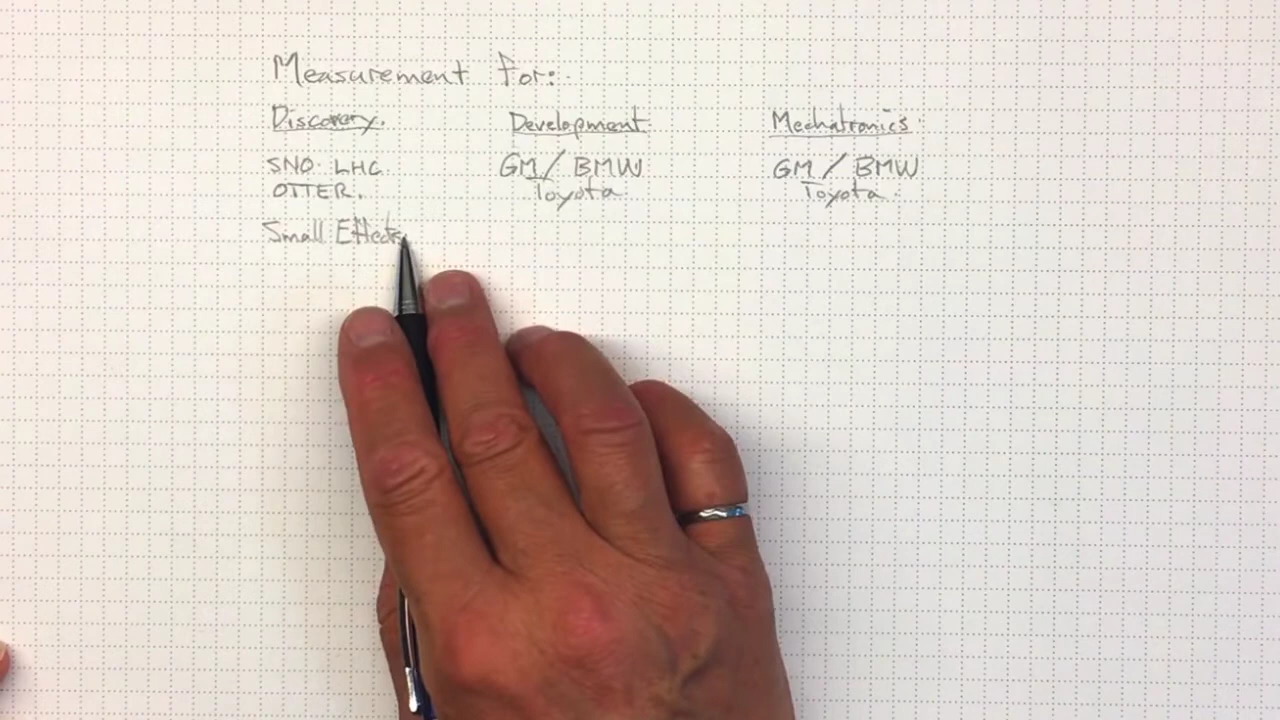 Measurement for:
Discovery. Development Mechatronics
SNO LHC GM / BMW GM / BMW
OTTER. Toyota Toyota
Small Effects